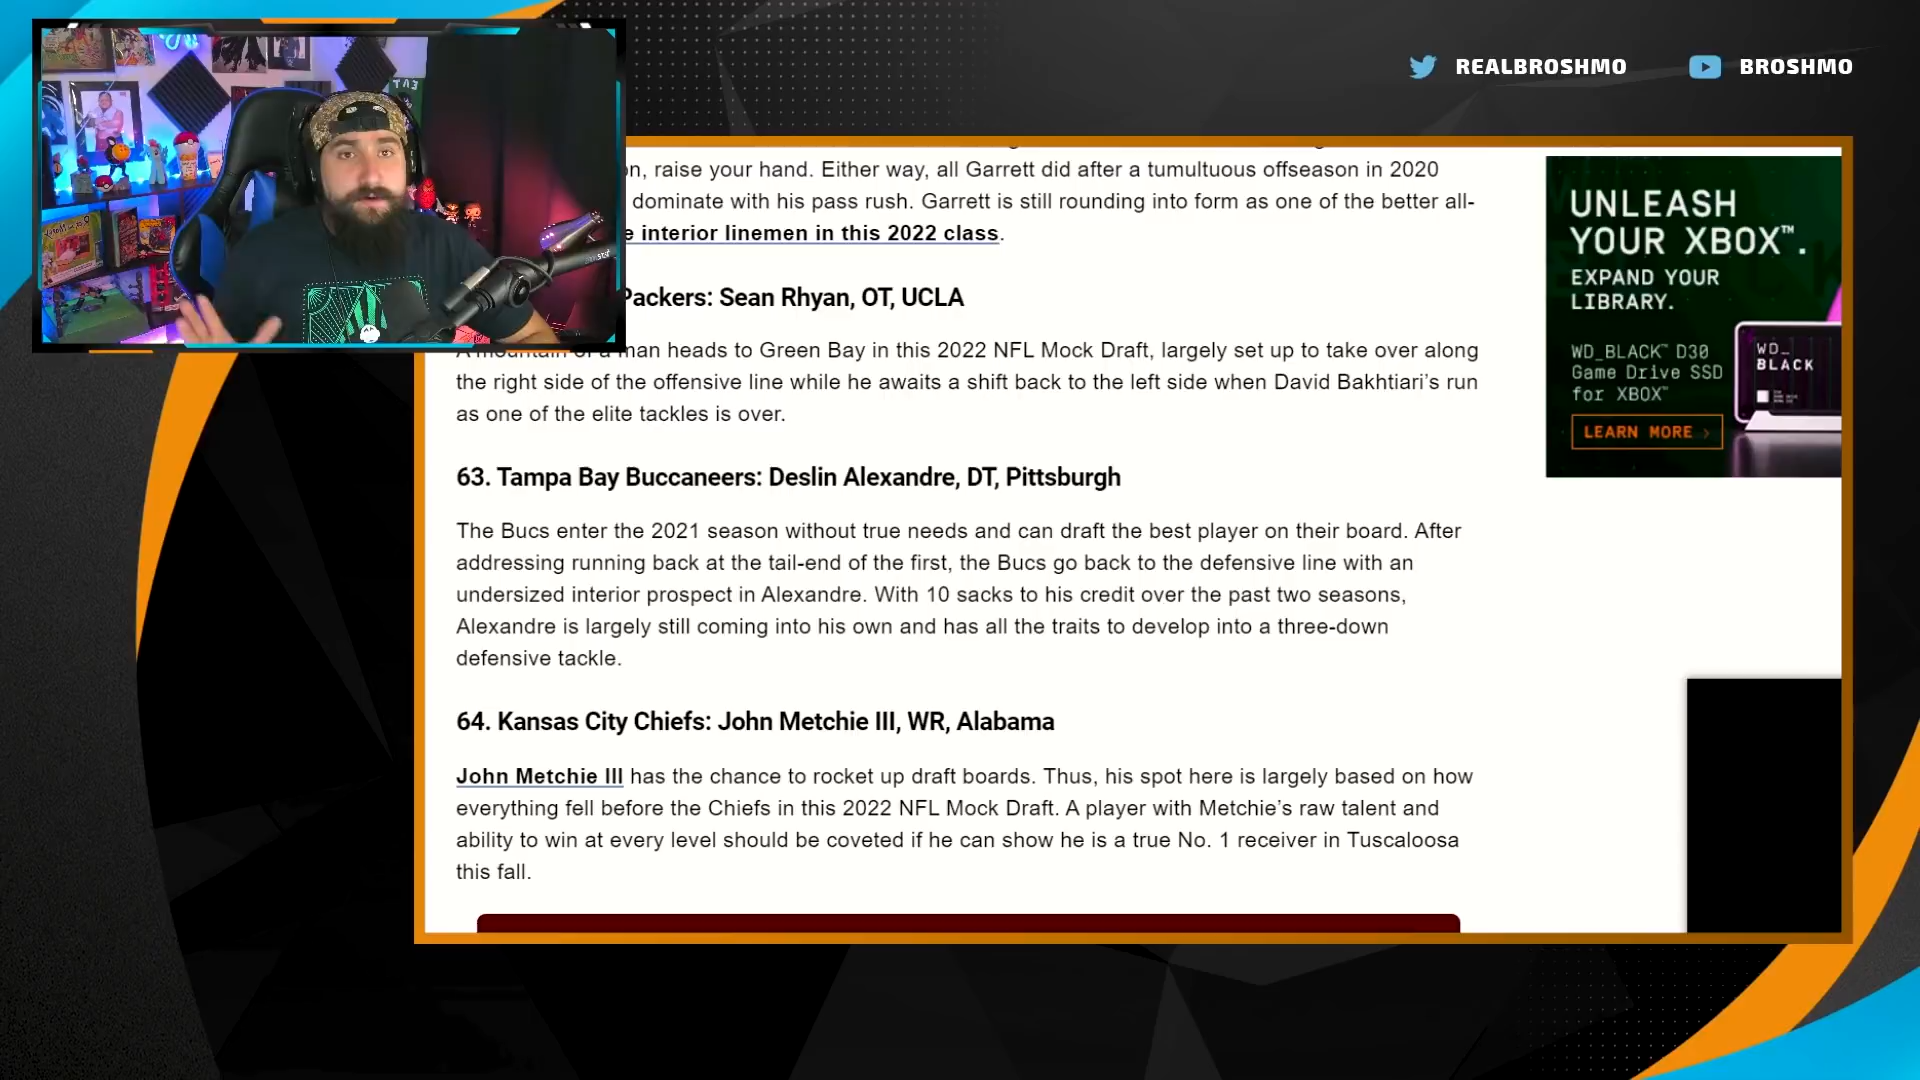 REALBROSHMO
BROSHMO
n, raise your hand. Either way, all Garrett did after a tumultuous offseason in 2020
dominate with his pass rush. Garrett is still rounding into form as one of the better all-
e interior linemen in this 2022 class.
Packers: Sean Rhyan, OT, UCLA
A mountain of a man heads to Green Bay in this 2022 NFL Mock Draft, largely set up to take over along
the right side of the offensive line while he awaits a shift back to the left side when David Bakhtiari’s run
as one of the elite tackles is over.
63. Tampa Bay Buccaneers: Deslin Alexandre, DT, Pittsburgh
The Bucs enter the 2021 season without true needs and can draft the best player on their board. After
addressing running back at the tail-end of the first, the Bucs go back to the defensive line with an
undersized interior prospect in Alexandre. With 10 sacks to his credit over the past two seasons,
Alexandre is largely still coming into his own and has all the traits to develop into a three-down
defensive tackle.
64. Kansas City Chiefs: John Metchie III, WR, Alabama
John Metchie III has the chance to rocket up draft boards. Thus, his spot here is largely based on how
everything fell before the Chiefs in this 2022 NFL Mock Draft. A player with Metchie’s raw talent and
ability to win at every level should be coveted if he can show he is a true No. 1 receiver in Tuscaloosa
this fall.
UNLEASH
YOUR XBOX™.
EXPAND YOUR
LIBRARY.
WD_BLACK™ D30
Game Drive SSD
for XBOX™
LEARN MORE
WD_
BLACK